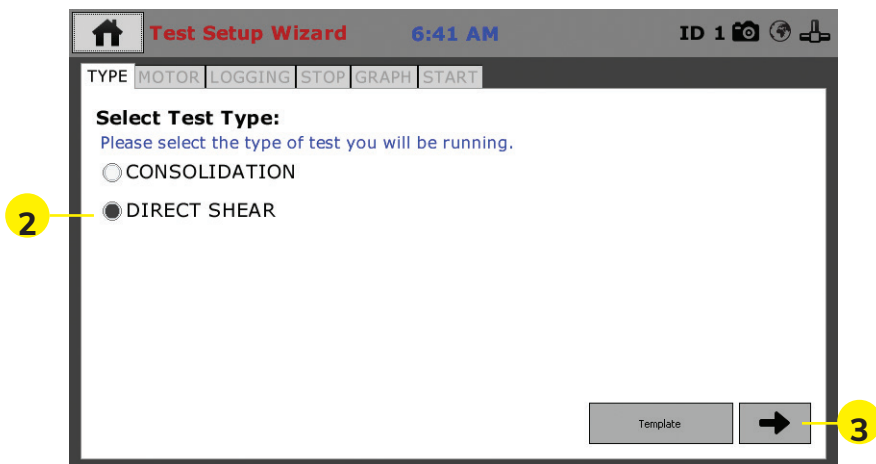 Test Setup Wizard 6:41 AM ID 1
TYPE MOTOR LOGGING STOP GRAPH START
Select Test Type:
Please select the type of test you will be running.
CONSOLIDATION
2 DIRECT SHEAR
Template 3